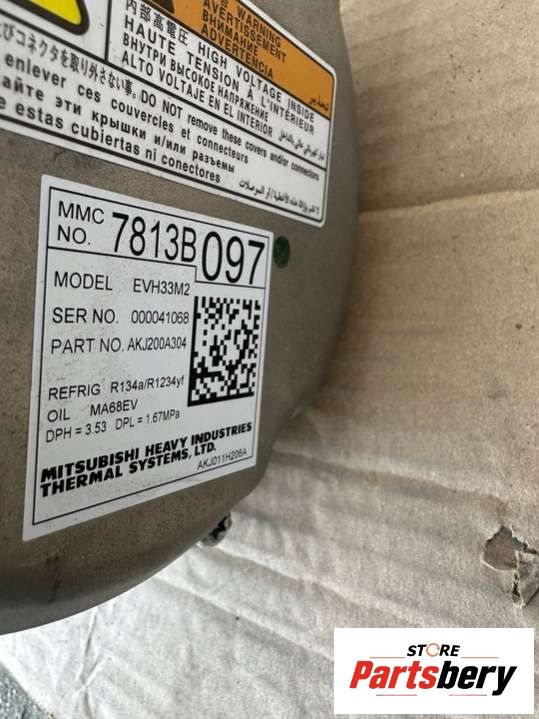 WARNING
AVERTISSEMENT
ВНИМАНИЕ
ADVERTENCIA
内部高電圧 HIGH VOLTAGE INSIDE
HAUTE TENSION À L'INTÉRIEUR
ВНУТРИ ВЫСОКОЕ НАПРЯЖЕНИЕ
ALTO VOLTAJE EN EL INTERIOR
びコネクタを取り外さない事. DO NOT remove these covers and/or connectors
enlever ces couvercles et connecteurs
айте эти крышки и/или разъемы
e estas cubiertas ni conectores
MMC NO. 7813B097
MODEL EVH33M2
SER NO. 000041068
PART NO. AKJ200A304
REFRIG R134a/R1234yf
OIL MA68EV
DPH = 3.53 DPL = 1.67MPa
MITSUBISHI HEAVY INDUSTRIES
THERMAL SYSTEMS, LTD.
AKJ011H206A
STORE
Partsbery